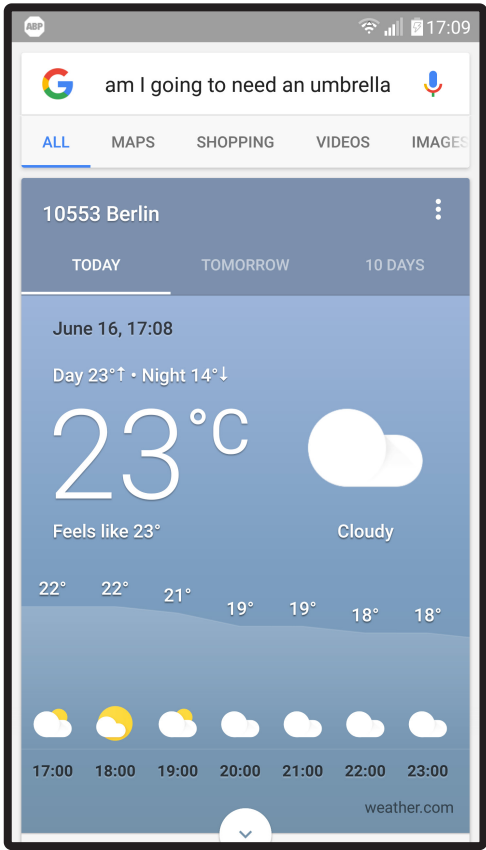 ABP 17:09
am I going to need an umbrella
ALL MAPS SHOPPING VIDEOS IMAGES
10553 Berlin
TODAY TOMORROW 10 DAYS
June 16, 17:08
Day 23°↑ • Night 14°↓
23°C
Feels like 23° Cloudy
22° 22° 21° 19° 19° 18° 18°
17:00 18:00 19:00 20:00 21:00 22:00 23:00
weather.com